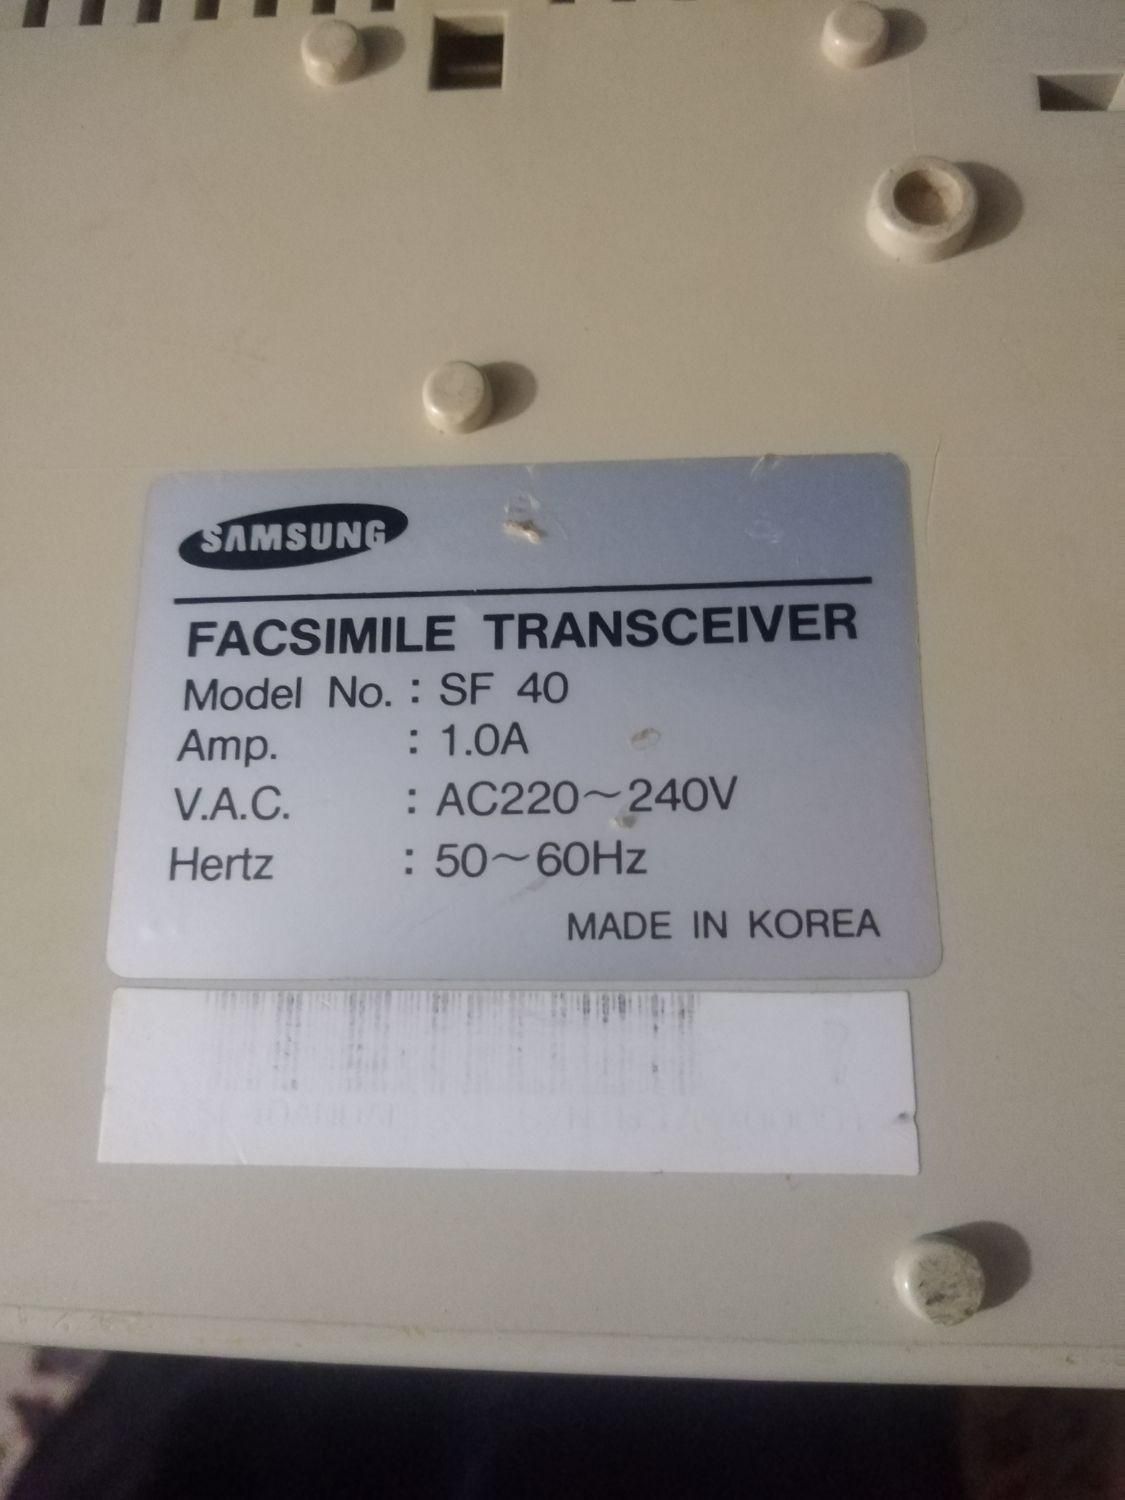 SAMSUNG
FACSIMILE TRANSCEIVER
Model No. : SF 40
Amp. : 1.0A
V.A.C. : AC220~240V
Hertz : 50~60Hz
MADE IN KOREA